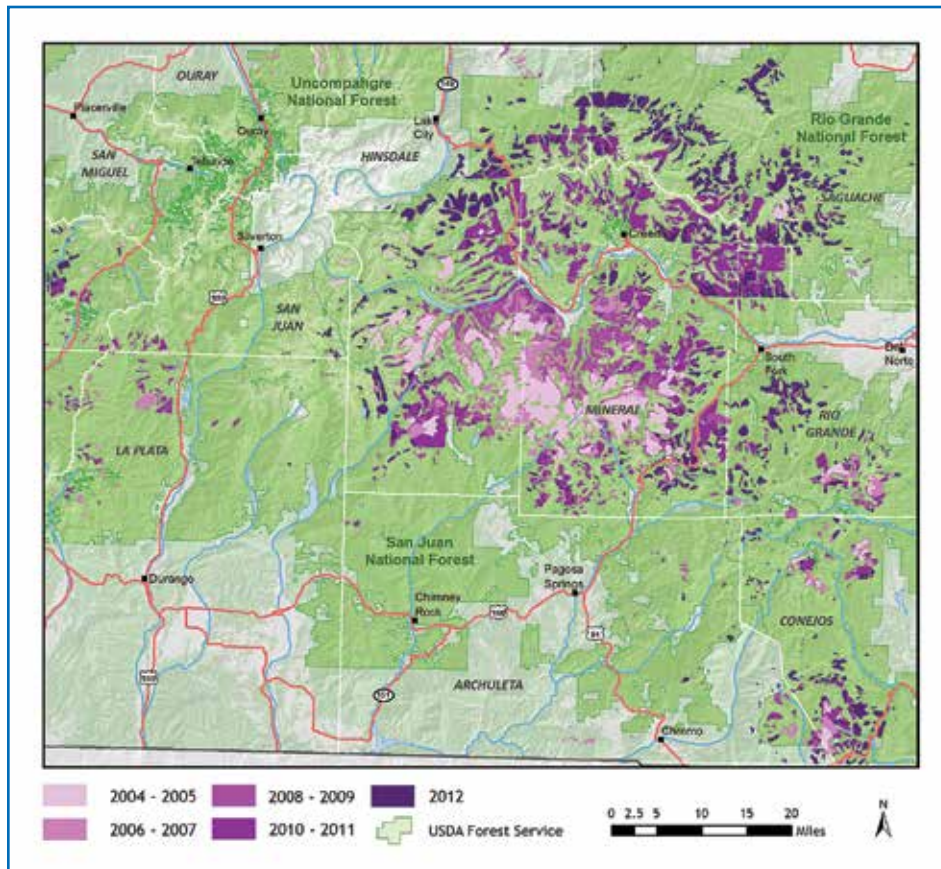 OURAY
Uncompahgre
National Forest
149
Placerville
Ouray
Lake
City
Rio Grande
National Forest
SAN
MIGUEL
Telluride
HINSDALE
SAGUACHE
Silverton
Creede
550
SAN
JUAN
South
Fork
Del
Norte
MINERAL
RIO
GRANDE
LA PLATA
San Juan
National Forest
Durango
Pagosa
Springs
Chimney
Rock
160
84
CONEJOS
550
151
ARCHULETA
Chromo
2004 - 2005
2008 - 2009
2012
2006 - 2007
2010 - 2011
USDA Forest Service
0 2.5 5 10 15 20
Miles
N